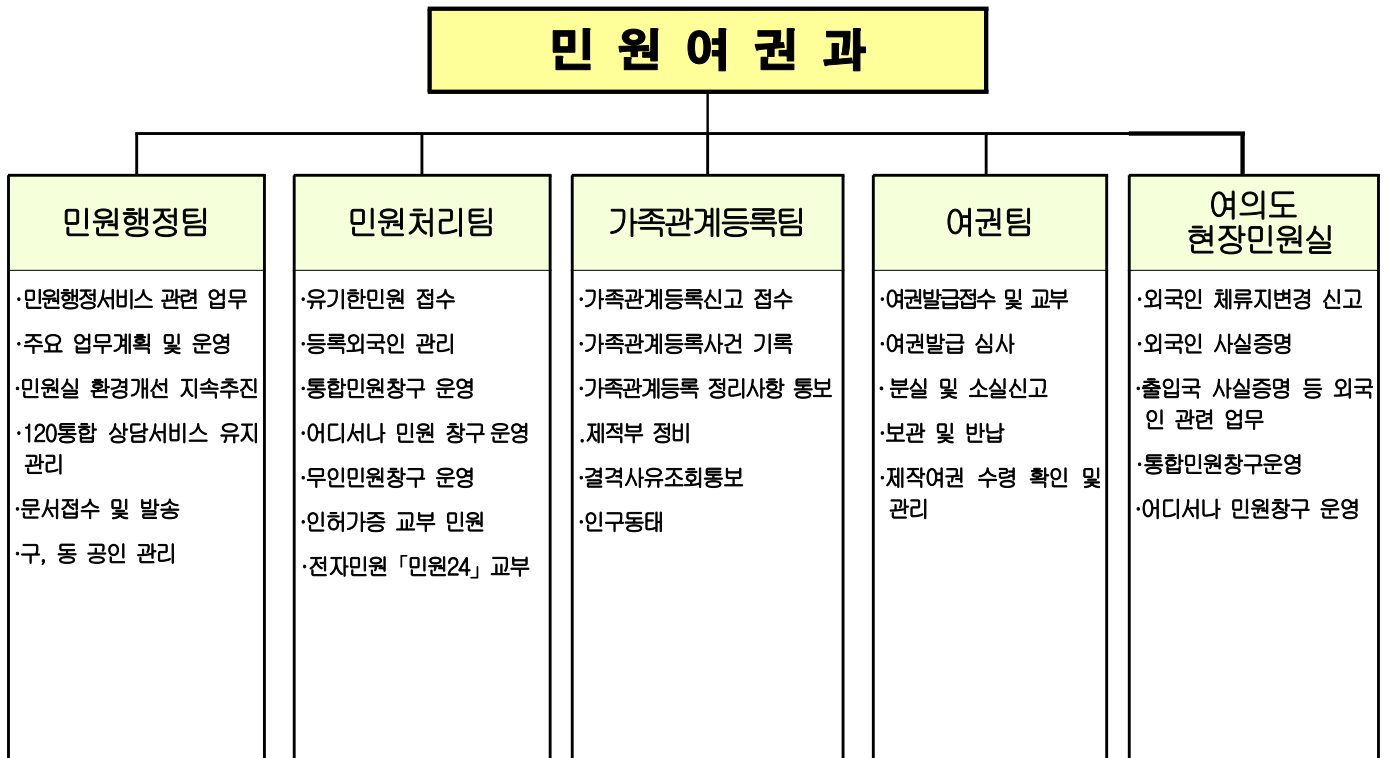 민 원 여 권 과
민원행정팀
·민원행정서비스 관련 업무
·주요 업무계획 및 운영
·민원실 환경개선 지속추진
·120통합 상담서비스 유지
관리
·문서접수 및 발송
·구, 동 공인 관리
민원처리팀
·유기한민원 접수
·등록외국인 관리
·통합민원창구 운영
·어디서나 민원 창구 운영
·무인민원창구 운영
·인허가증 교부 민원
·전자민원「민원24」교부
가족관계등록팀
·가족관계등록신고 접수
·가족관계등록사건 기록
·가족관계등록 정리사항 통보
.제적부 정비
·결격사유조회통보
·인구동태
여권팀
·여권발급접수 및 교부
·여권발급 심사
· 분실 및 소실신고
·보관 및 반납
·제작여권 수령 확인 및
관리
여의도
현장민원실
·외국인 체류지변경 신고
·외국인 사실증명
·출입국 사실증명 등 외국
인 관련 업무
·통합민원창구운영
·어디서나 민원창구 운영